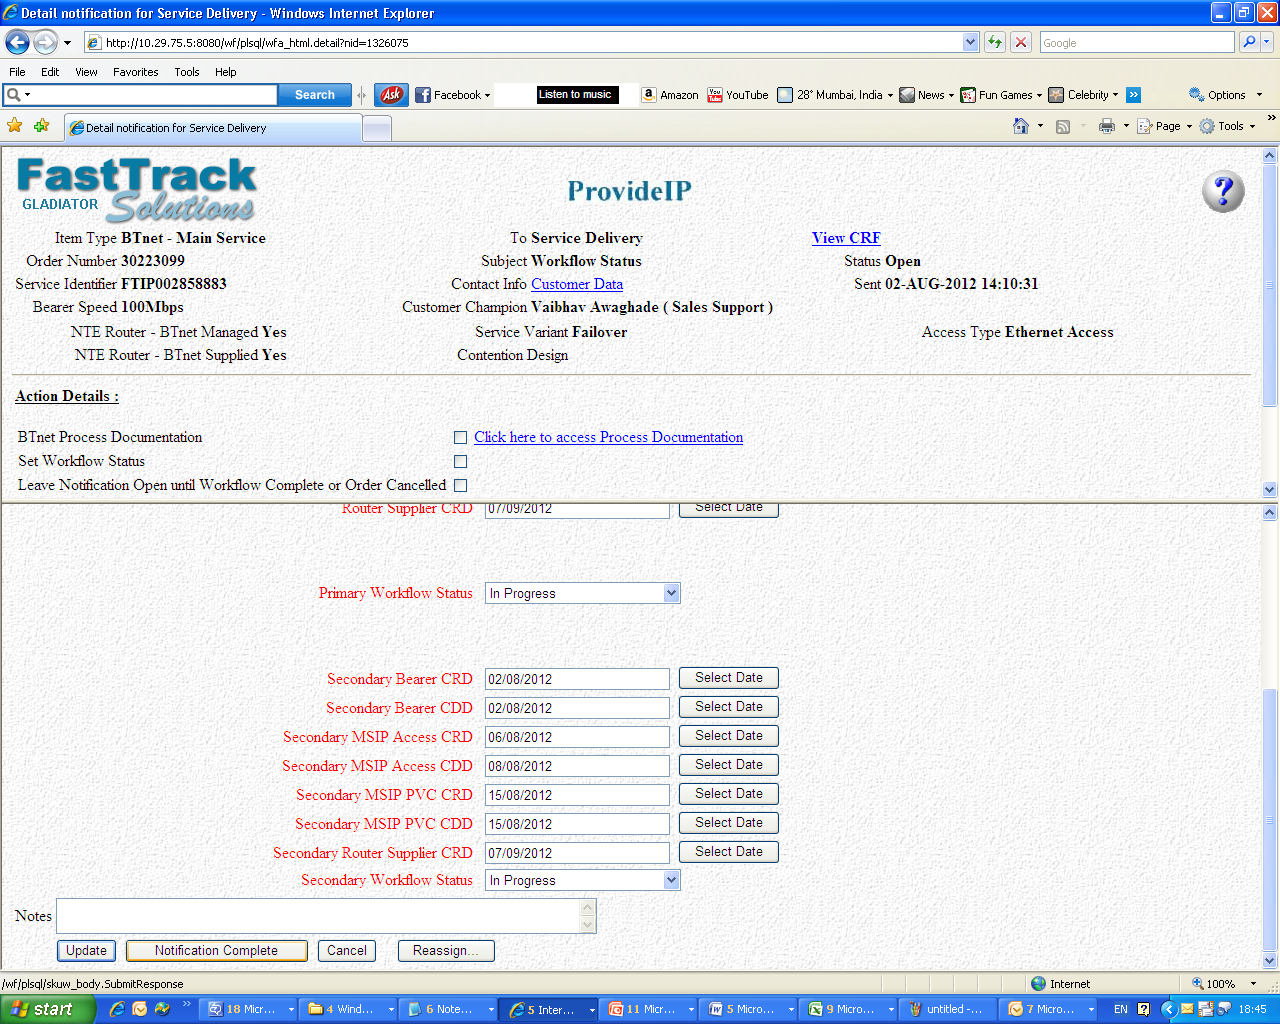 Detail notification for Service Delivery - Windows Internet Explorer
http://10.29.75.5:8080/wf/plsql/wfa_html.detail?nid=1326075
Google
File Edit View Favorites Tools Help
Search Ask Facebook Listen to music Amazon You Tube YouTube 28° Mumbai, India News Fun Games Celebrity » Options
Detail notification for Service Delivery
Page Tools »
FastTrack
GLADIATOR Solutions
ProvideIP
?
Item Type BTnet - Main Service To Service Delivery View CRF
Order Number 30223099 Subject Workflow Status Status Open
Service Identifier FTIP002858883 Contact Info Customer Data Sent 02-AUG-2012 14:10:31
Bearer Speed 100Mbps Customer Champion Vaibhav Awaghade ( Sales Support )
NTE Router - BTnet Managed Yes Service Variant Failover Access Type Ethernet Access
NTE Router - BTnet Supplied Yes Contention Design
Action Details :
BTnet Process Documentation Click here to access Process Documentation
Set Workflow Status
Leave Notification Open until Workflow Complete or Order Cancelled
Router Supplier CRD 07/09/2012 Select Date
Primary Workflow Status In Progress
Secondary Bearer CRD 02/08/2012 Select Date
Secondary Bearer CDD 02/08/2012 Select Date
Secondary MSIP Access CRD 06/08/2012 Select Date
Secondary MSIP Access CDD 08/08/2012 Select Date
Secondary MSIP PVC CRD 15/08/2012 Select Date
Secondary MSIP PVC CDD 15/08/2012 Select Date
Secondary Router Supplier CRD 07/09/2012 Select Date
Secondary Workflow Status In Progress
Notes
Update Notification Complete Cancel Reassign...
/wf/plsql/skuw_body.SubmitResponse Internet 100%
start » 18 Micro... 4 Wind... 6 Note... 5 Inter... 11 Micro... 5 Micro... 9 Micro... untitled -... 7 Micro... EN ? 18:45